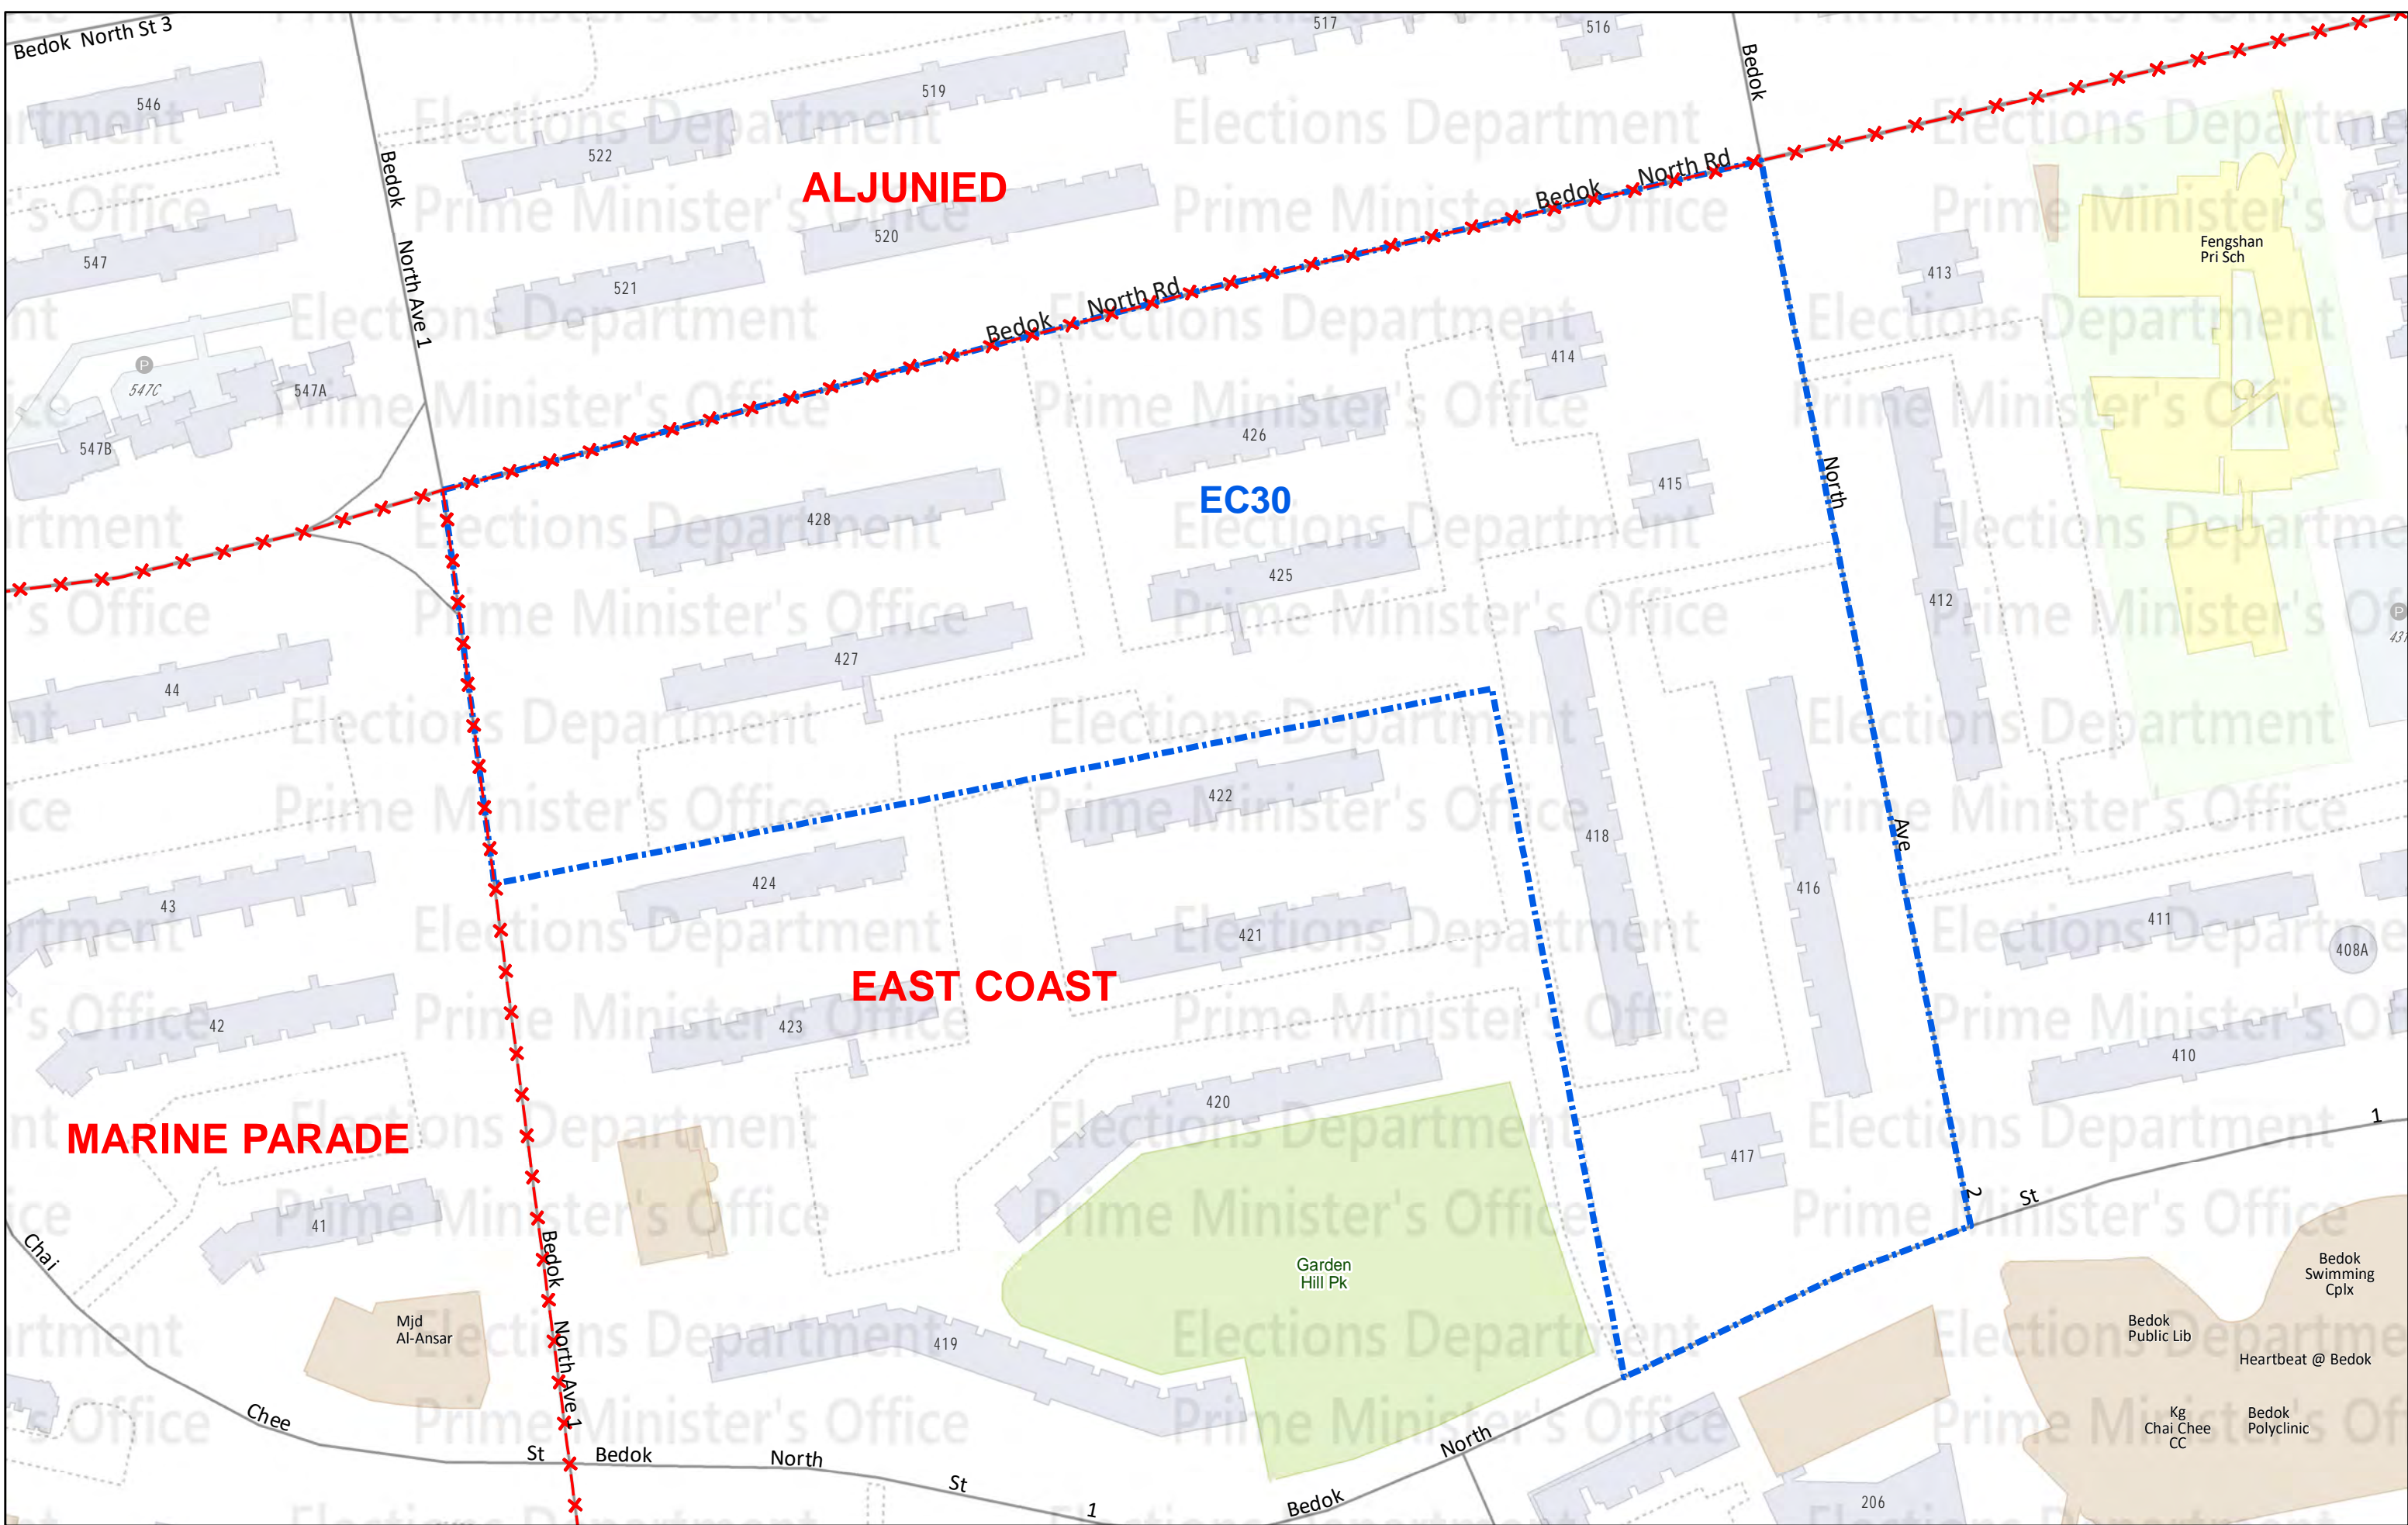 Bedok North St 3
517
516
Bedok
546
519
522
Bedok
ALJUNIED
North Rd
Bedok
520
547
521
North Ave 1
Bedok North Rd
413
Fengshan
Pri Sch
414
547C
547A
547B
426
415
North
EC30
428
425
412
427
44
437
422
418
Ave
424
416
43
421
411
408A
EAST COAST
42
423
410
420
MARINE PARADE
417
1
41
2
St
Chai
Bedok
Garden
Hill Pk
Bedok
Swimming
Cplx
Mjd
Al-Ansar
North Ave 1
419
Bedok
Public Lib
Heartbeat @ Bedok
Chee
Kg
Chai Chee
CC
Bedok
Polyclinic
St
Bedok
North
St
1
Bedok
North
206
Elections Department
Prime Minister's Office